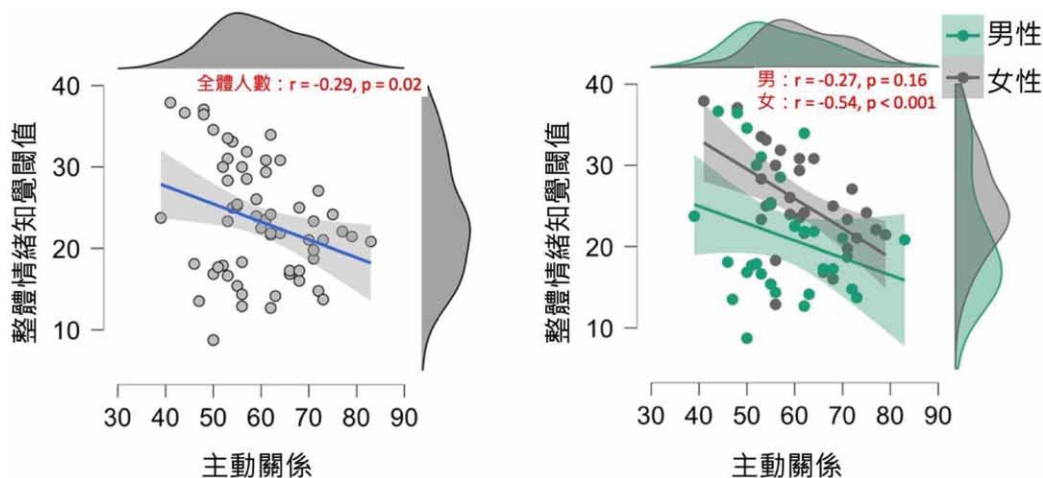 全體人數：r = -0.29, p = 0.02
整體情緒知覺閾值
40
30
20
10
30 40 50 60 70 80 90
主動關係
男性
女性
男：r = -0.27, p = 0.16
女：r = -0.54, p < 0.001
整體情緒知覺閾值
40
30
20
10
30 40 50 60 70 80 90
主動關係